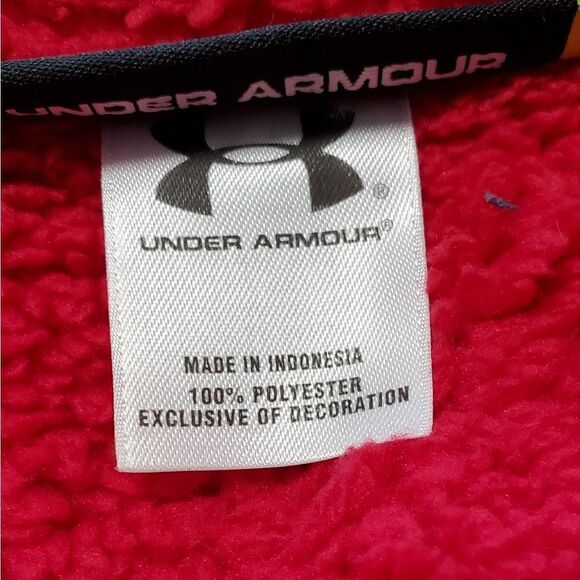 UNDER ARMOUR
®
UNDER ARMOUR®
MADE IN INDONESIA
100% POLYESTER
EXCLUSIVE OF DECORATION